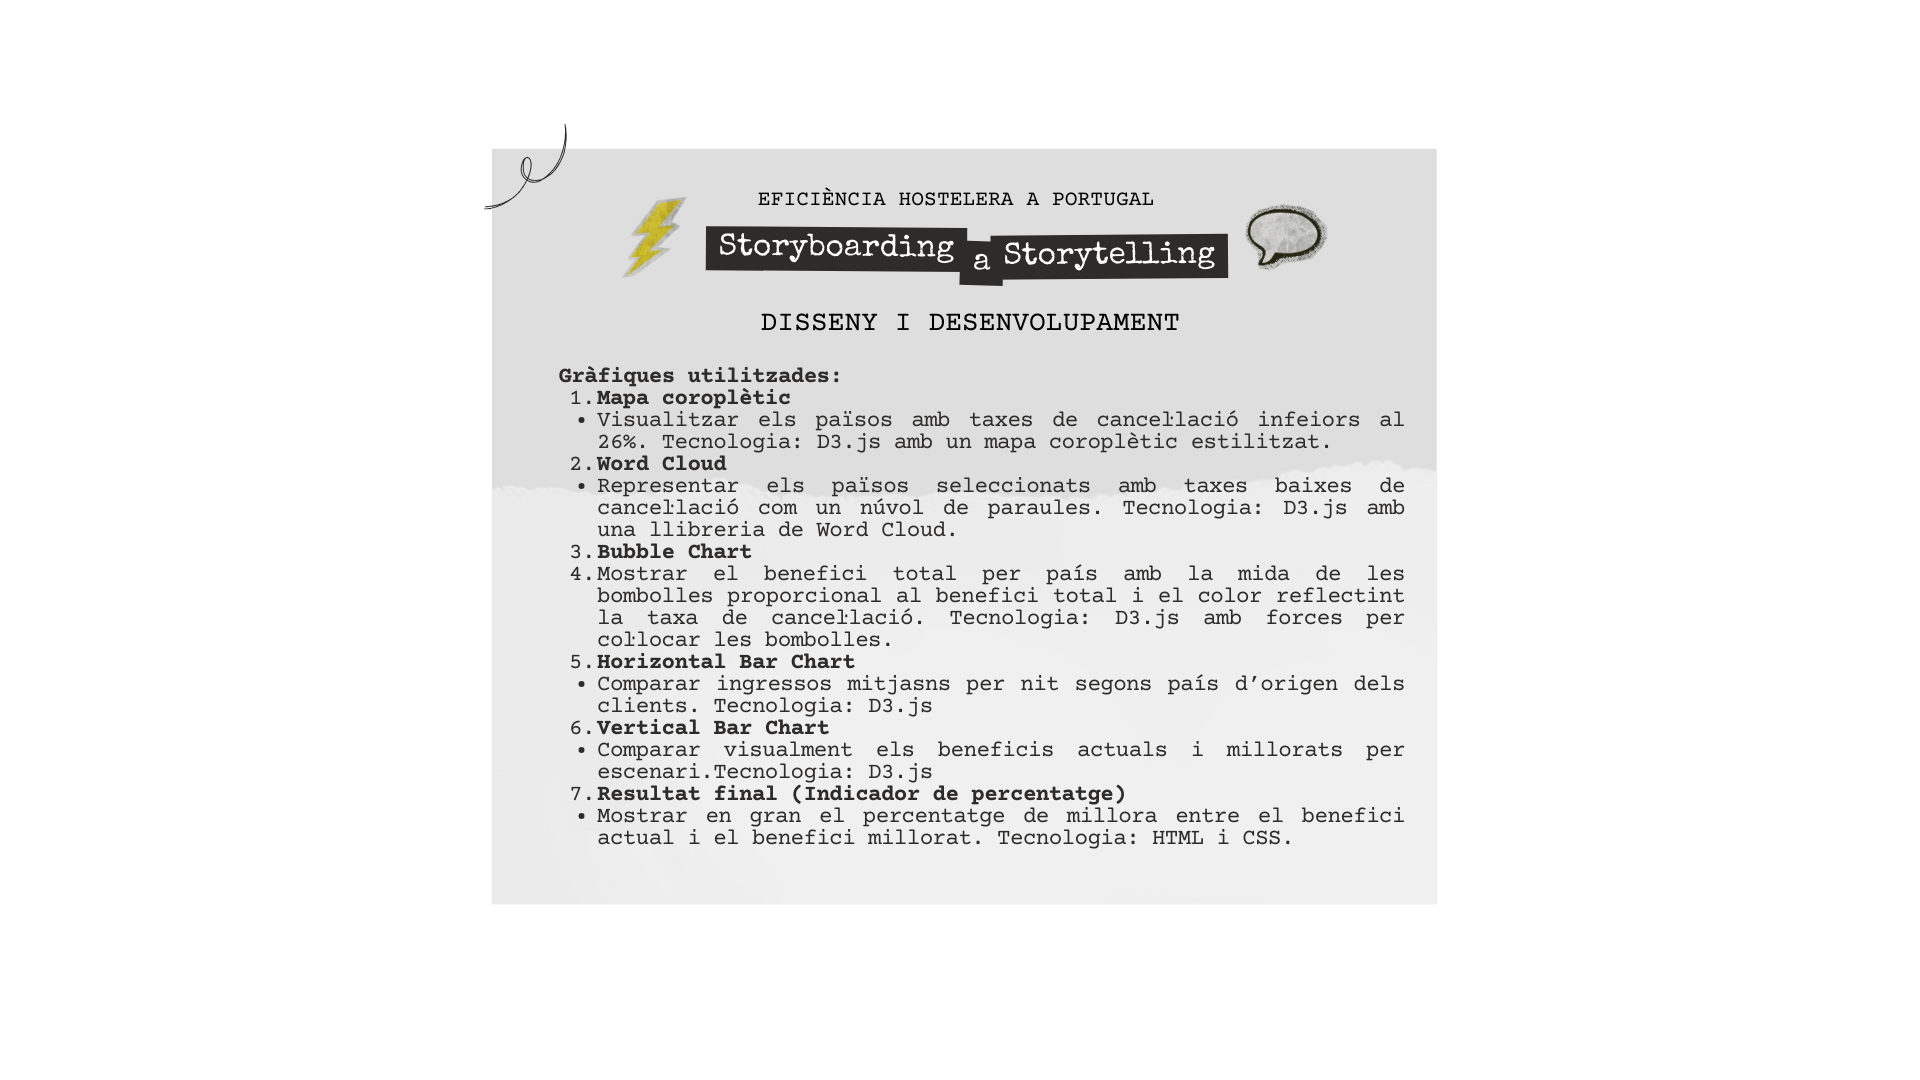 EFICIÈNCIA HOSTELERA A PORTUGAL
Storyboarding a Storytelling
DISSENY I DESENVOLUPAMENT
Gràfiques utilitzades:
1. Mapa coroplètic
• Visualitzar els països amb taxes de cancel·lació infeiors al
26%. Tecnologia: D3.js amb un mapa coroplètic estilitzat.
2. Word Cloud
• Representar els països seleccionats amb taxes baixes de
cancel·lació com un núvol de paraules. Tecnologia: D3.js amb
una llibreria de Word Cloud.
3. Bubble Chart
4. Mostrar el benefici total per país amb la mida de les
bombolles proporcional al benefici total i el color reflectint
la taxa de cancel·lació. Tecnologia: D3.js amb forces per
col·locar les bombolles.
5. Horizontal Bar Chart
• Comparar ingressos mitjasns per nit segons país d’origen dels
clients. Tecnologia: D3.js
6. Vertical Bar Chart
• Comparar visualment els beneficis actuals i millorats per
escenari.Tecnologia: D3.js
7. Resultat final (Indicador de percentatge)
• Mostrar en gran el percentatge de millora entre el benefici
actual i el benefici millorat. Tecnologia: HTML i CSS.